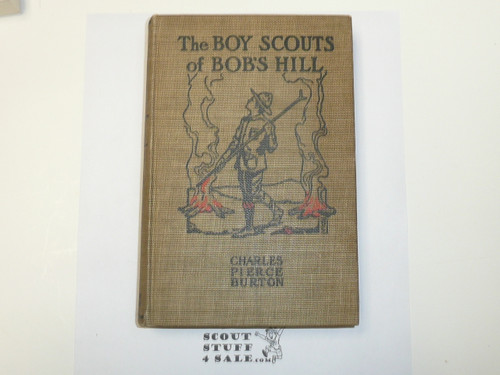 The BOY SCOUTS
of BOB'S HILL
CHARLES
PIERCE
BURTON
SCOUT
STUFF
4 SALE.com